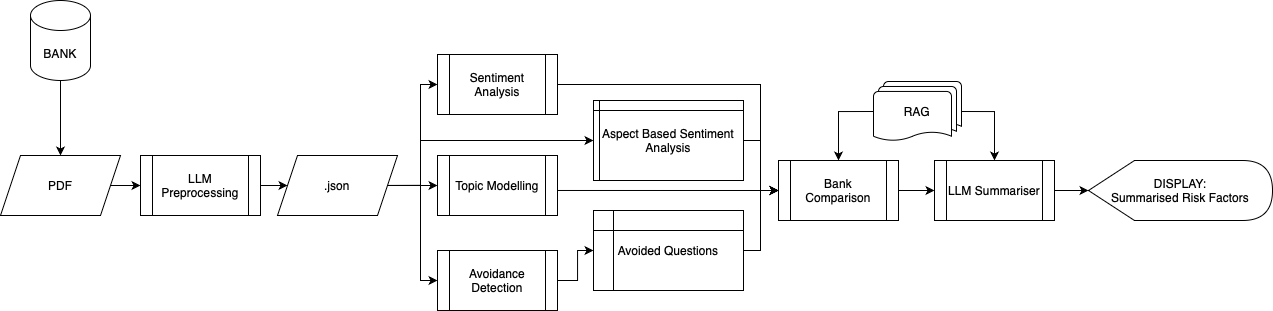 BANK
PDF
LLM
Preprocessing
.json
Sentiment
Analysis
Aspect Based Sentiment
Analysis
Topic Modelling
Avoidance
Detection
Avoided Questions
RAG
Bank
Comparison
LLM Summariser
DISPLAY:
Summarised Risk Factors